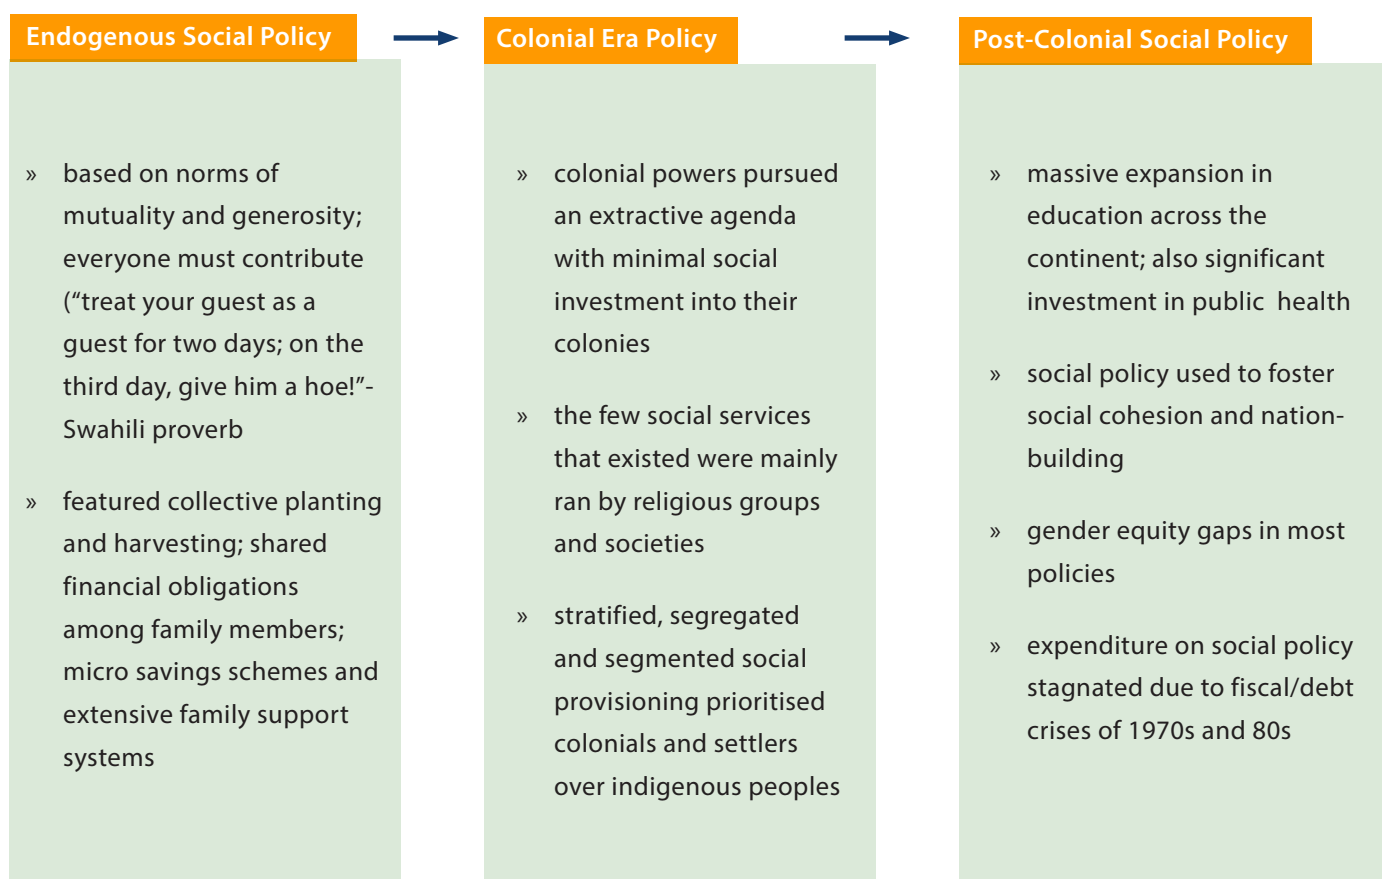 Endogenous Social Policy
» based on norms of
mutuality and generosity;
everyone must contribute
(“treat your guest as a
guest for two days; on the
third day, give him a hoe!”-
Swahili proverb
» featured collective planting
and harvesting; shared
financial obligations
among family members;
micro savings schemes and
extensive family support
systems
Colonial Era Policy
» colonial powers pursued
an extractive agenda
with minimal social
investment into their
colonies
» the few social services
that existed were mainly
ran by religious groups
and societies
» stratified, segregated
and segmented social
provisioning prioritised
colonials and settlers
over indigenous peoples
Post-Colonial Social Policy
» massive expansion in
education across the
continent; also significant
investment in public  health
» social policy used to foster
social cohesion and nation-
building
» gender equity gaps in most
policies
» expenditure on social policy
stagnated due to fiscal/debt
crises of 1970s and 80s